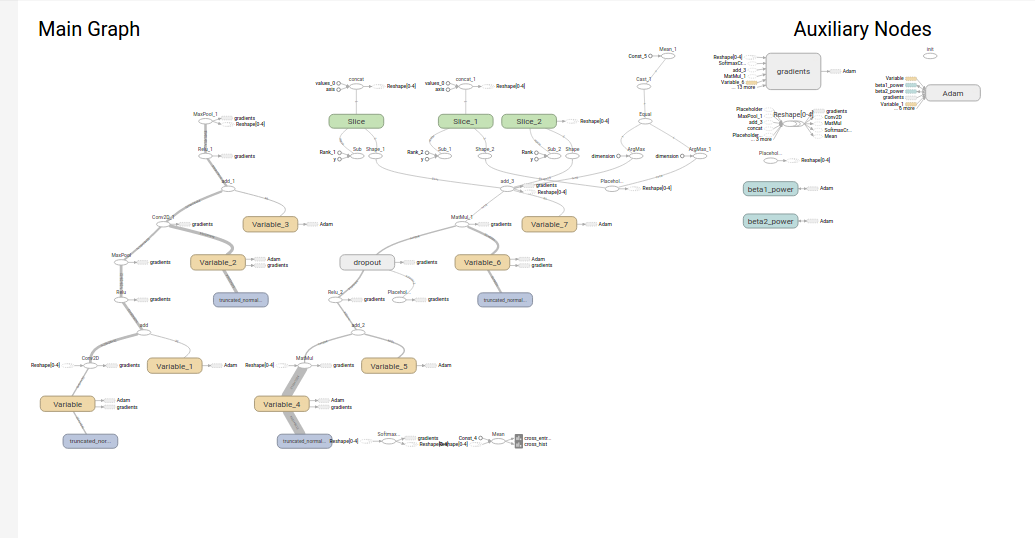 Main Graph
Auxiliary Nodes
Mean_1
Const_5
init
Reshape[0-4]
SoftmaxCr...
add_3
MatMul_1
Variable_6
... 13 more
gradients
Adam
Variable
beta1_power
beta2_power
gradients
Variable_1
... 6 more
Adam
values_0
axis
concat
Reshape[0-4]
values_0
axis
concat_1
Reshape[0-4]
Cast_1
MaxPool_1
gradients
Reshape[0-4]
Slice
Slice_1
Slice_2
Reshape[0-4]
Equal
Placeholder
MaxPool_1
add_3
concat
Placeholder
... 3 more
Reshape[0-4]
gradients
Conv2D
MatMul
SoftmaxCr...
Mean
Relu_1
gradients
Rank_1
y
Sub
Shape_1
Rank_2
y
Sub_1
Shape_2
Rank
y
Sub_2
Shape
dimension
ArgMax
dimension
ArgMax_1
Placehol...
Reshape[0-4]
add_1
add_3
gradients
Reshape[0-4]
Placehol...
Reshape[0-4]
beta1_power
Adam
Conv2D_1
gradients
Variable_3
Adam
MatMul_1
gradients
Variable_7
Adam
beta2_power
Adam
MaxPool
gradients
Variable_2
Adam
gradients
dropout
gradients
Variable_6
Adam
gradients
Relu
gradients
truncated_normal...
Relu_2
gradients
Placehol...
gradients
truncated_normal...
add
add_2
Reshape[0-4]
Conv2D
gradients
Variable_1
Adam
Reshape[0-4]
MatMul
gradients
Variable_5
Adam
Variable
Adam
gradients
Variable_4
Adam
gradients
truncated_nor...
truncated_normal...
Reshape[0-4]
Softmax...
gradients
Reshape[0-4]
Reshape[0-4]
Const_4
Mean
cross_entr...
cross_hist